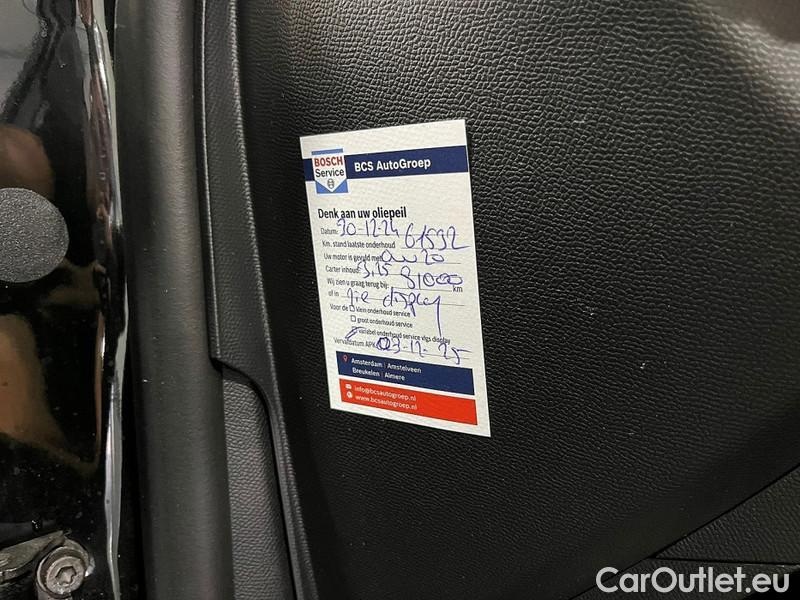 BOSCH
Service
BCS AutoGroep
Denk aan uw oliepeil
Datum: 30-12-24
Km. stand laatste onderhoud 61592
Uw motor is gevuld met 0w20
Carter inhoud: 3,25
Wij zien u graag terug bij: 81000 km
of in zie display
Voor de klein onderhoud service
groot onderhoud service
variabel onderhoud service vlgs display
Vervaldatum APK 03-12-25
Amsterdam | Amstelveen
Breukelen | Almere
info@bcsautogroep.nl
www.bcsautogroep.nl
CarOutlet.eu